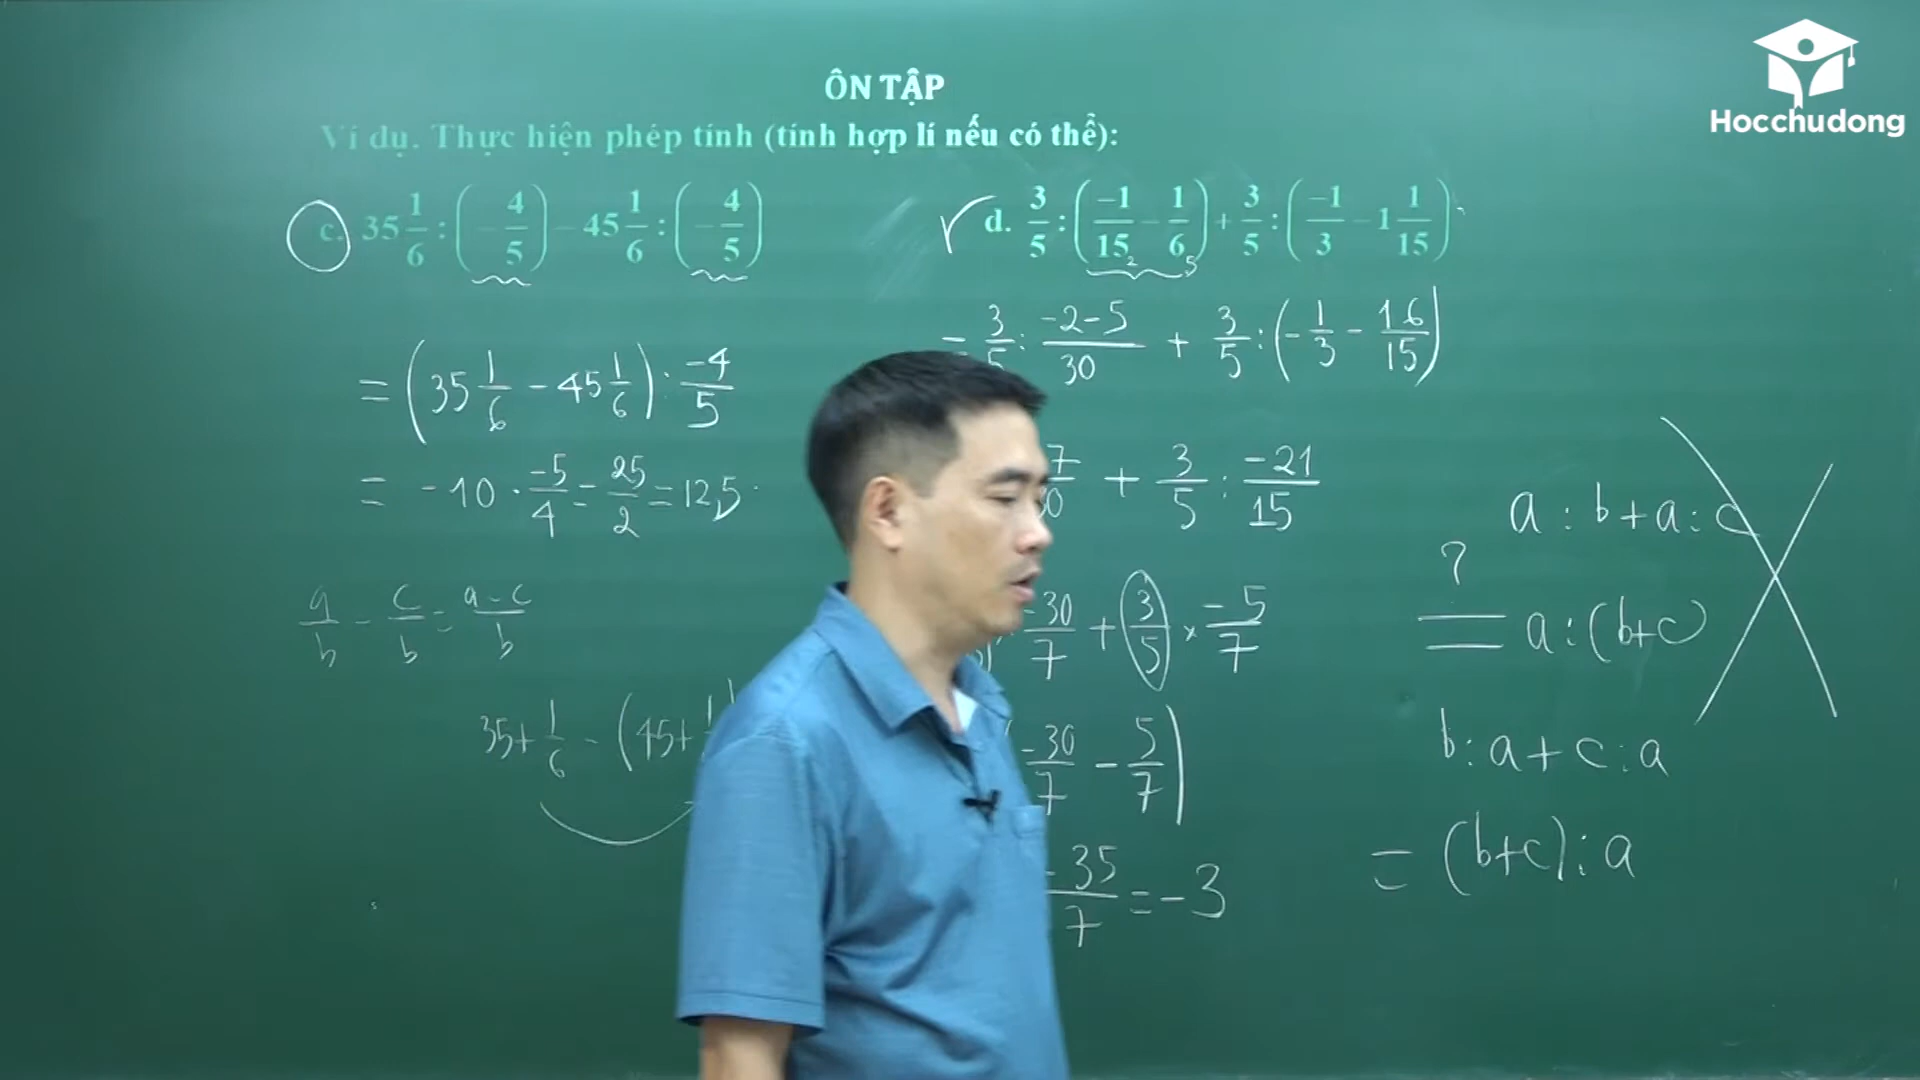 Hocchudong
ÔN TẬP
Ví dụ. Thực hiện phép tính (tính hợp lí nếu có thể):
c. 35 1/6 : (- 4/5) - 45 1/6 : (- 4/5)
= (35 1/6 - 45 1/6) : -4/5
= -10 . -5/4 = 25/2 = 12,5
a/b - c/b = a-c/b
35 + 1/6 - (45 + 1
d. 3/5 : (-1/15 - 1/6) + 3/5 : (-1/3 - 1 1/15)
2 5
= 3/5 : -2-5/30 + 3/5 : (- 1/3 - 16/15)
+ 3/5 : -21/15
-30/7 + 3/5 × -5/7
-30/7 - 5/7)
-35/7 = -3
a : b + a : c
?
= a : (b+c)
b : a + c : a
= (b+c) : a